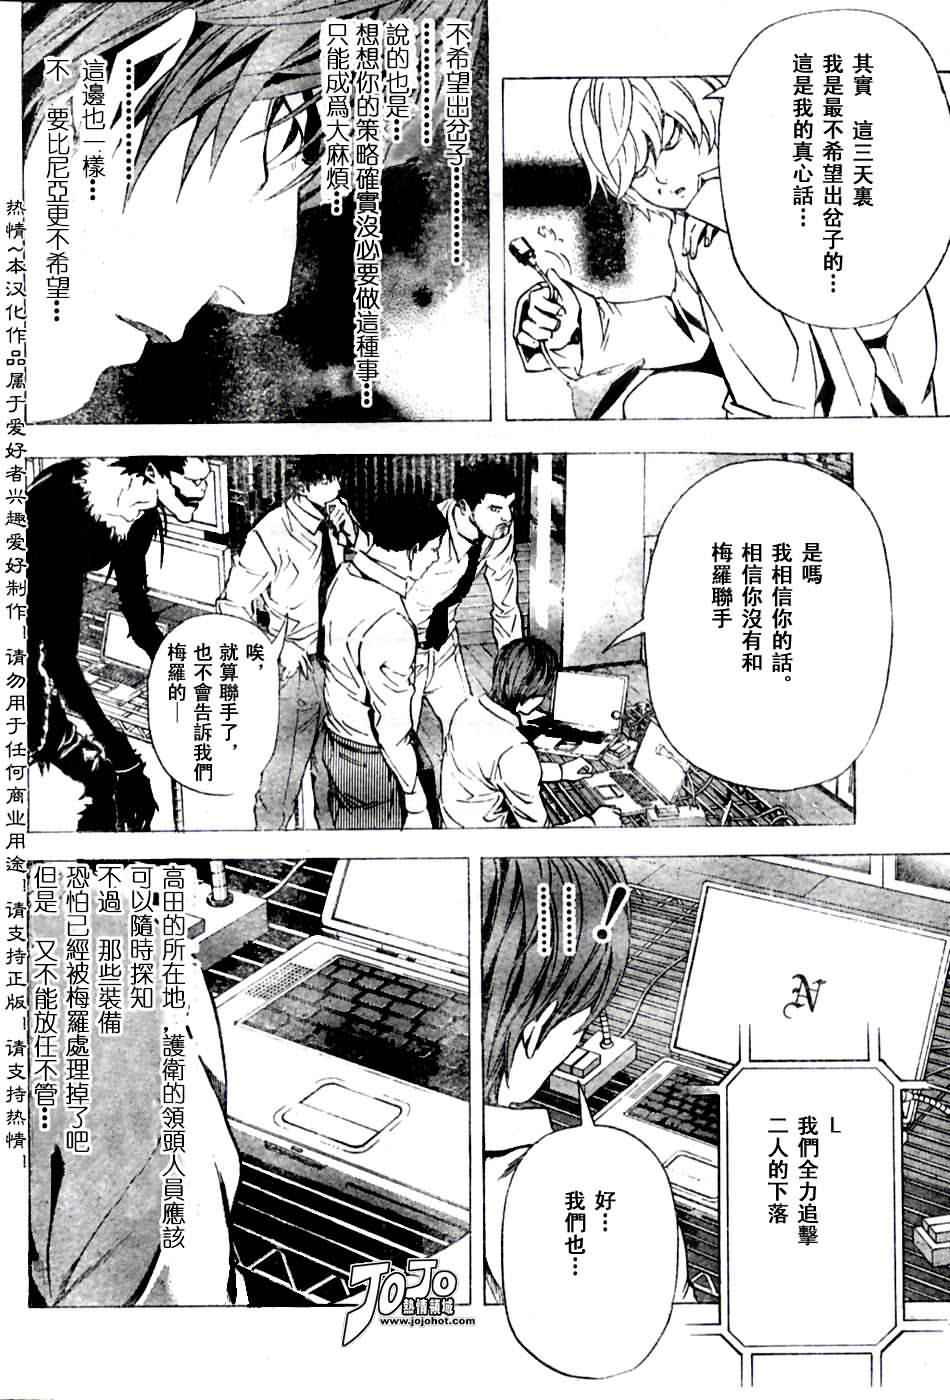 其實 這三天裏
我是最不希望出岔子的…
這是我的真心話…
不希望出岔子…………
……………
說的也是…
想想你的策略確實沒必要做這種事…
只能成爲大麻煩…
……………
這邊也一樣…
不 要比尼亞更不希望…
是嗎
我相信你的話。
相信你沒有和
梅羅聯手
唉，
就算聯手了，
也不會告訴我們
梅羅的—
N
L
我們全力追擊
二人的下落
！
……
……
好…
我們也…
高田的所在地，護衛的領頭人員應該
可以隨時探知
不過 那些裝備
恐怕已經被梅羅處理掉了吧
但是 又不能放任不管…
热情~本汉化作品属于爱好者兴趣爱好制作！请勿用于任何商业用途！请支持正版！请支持热情！
JOJO
熱情領域
www.jojohot.com